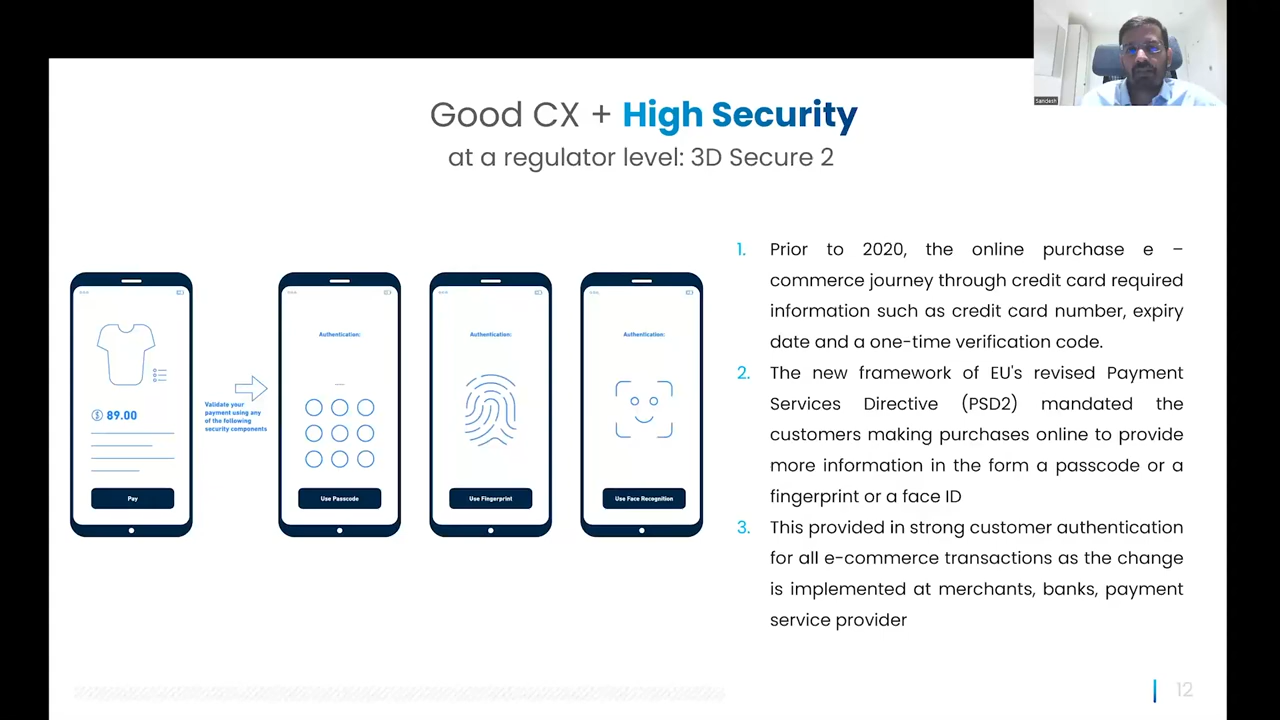 Sandesh
Good CX + High Security
at a regulator level: 3D Secure 2
89.00
Pay
Validate your
payment using any
of the following
security components
Authentication:
Use Passcode
Authentication:
Use Fingerprint
Authentication:
Use Face Recognition
1. Prior to 2020, the online purchase e –
commerce journey through credit card required
information such as credit card number, expiry
date and a one-time verification code.
2. The new framework of EU's revised Payment
Services Directive (PSD2) mandated the
customers making purchases online to provide
more information in the form a passcode or a
fingerprint or a face ID
3. This provided in strong customer authentication
for all e-commerce transactions as the change
is implemented at merchants, banks, payment
service provider
12